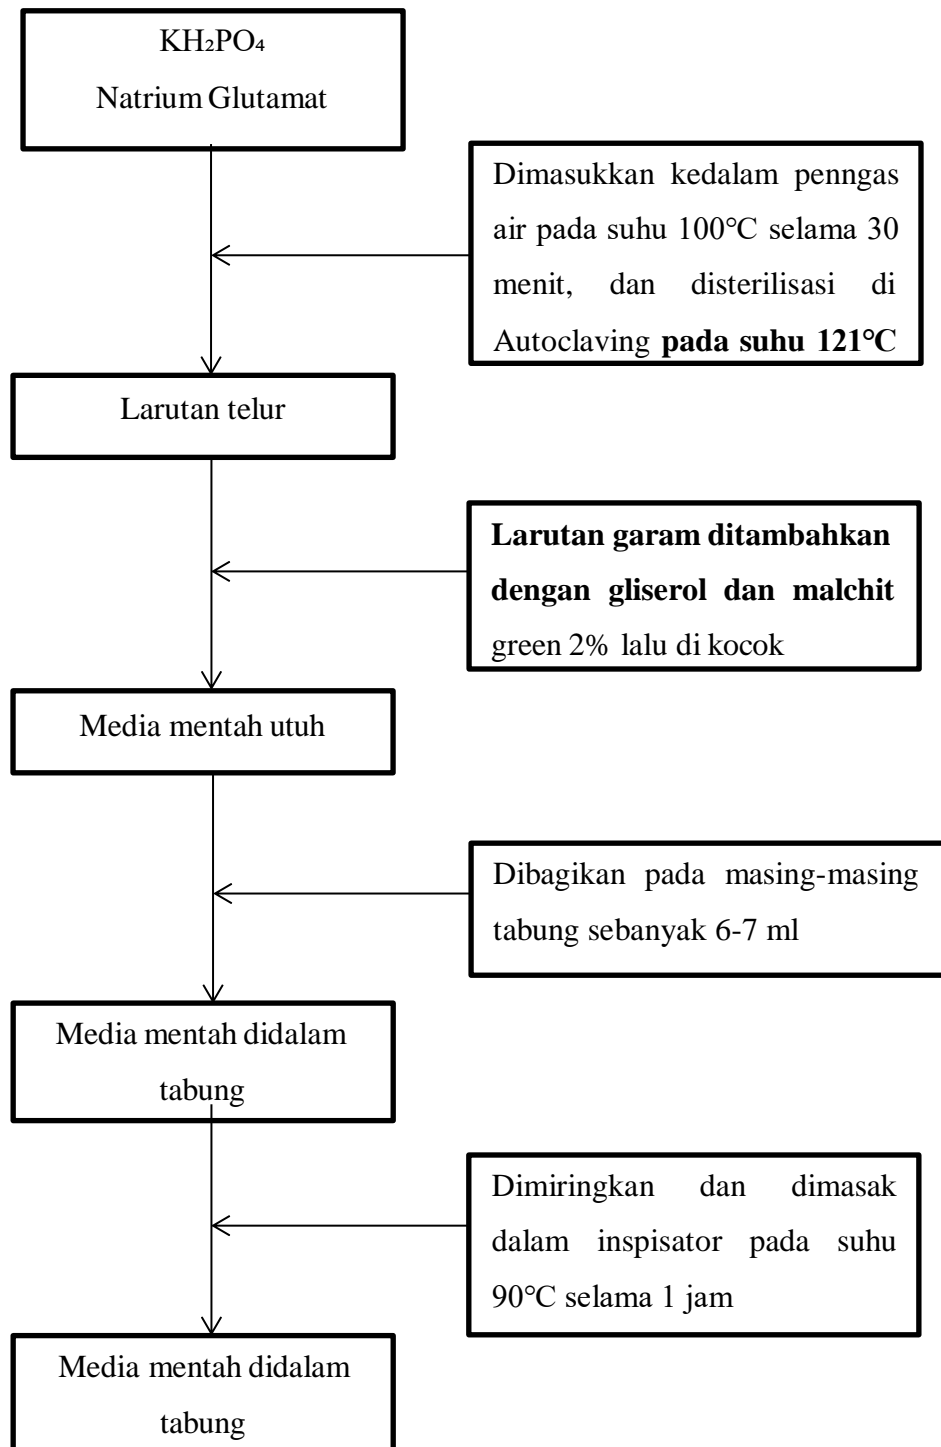 KH₂PO₄
Natrium Glutamat
Dimasukkan kedalam penngas
air pada suhu 100°C selama 30
menit, dan disterilisasi di
Autoclaving pada suhu 121°C
Larutan telur
Larutan garam ditambahkan
dengan gliserol dan malchit
green 2% lalu di kocok
Media mentah utuh
Dibagikan pada masing-masing
tabung sebanyak 6-7 ml
Media mentah didalam
tabung
Dimiringkan dan dimasak
dalam inspisator pada suhu
90°C selama 1 jam
Media mentah didalam
tabung